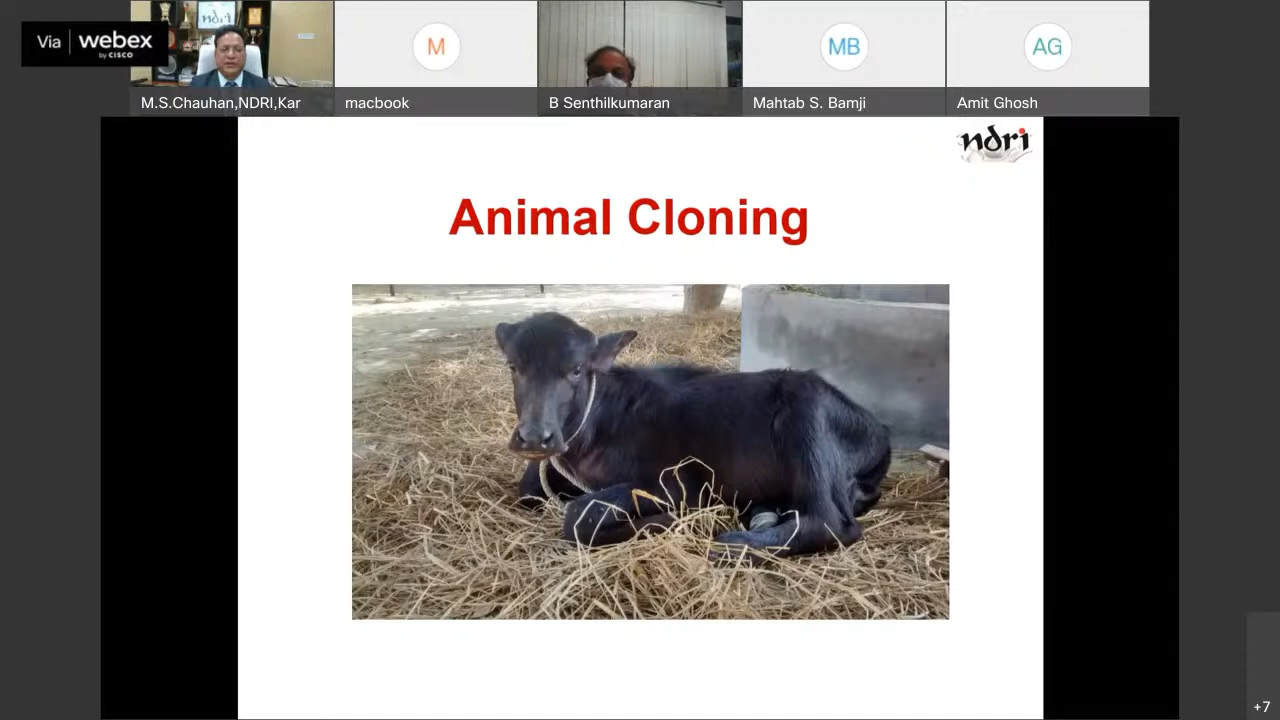 Via webex
by CISCO
ndri
M.S.Chauhan,NDRI,Kar
M
macbook
B Senthilkumaran
MB
Mahtab S. Bamji
AG
Amit Ghosh
ndri
Animal Cloning
+7